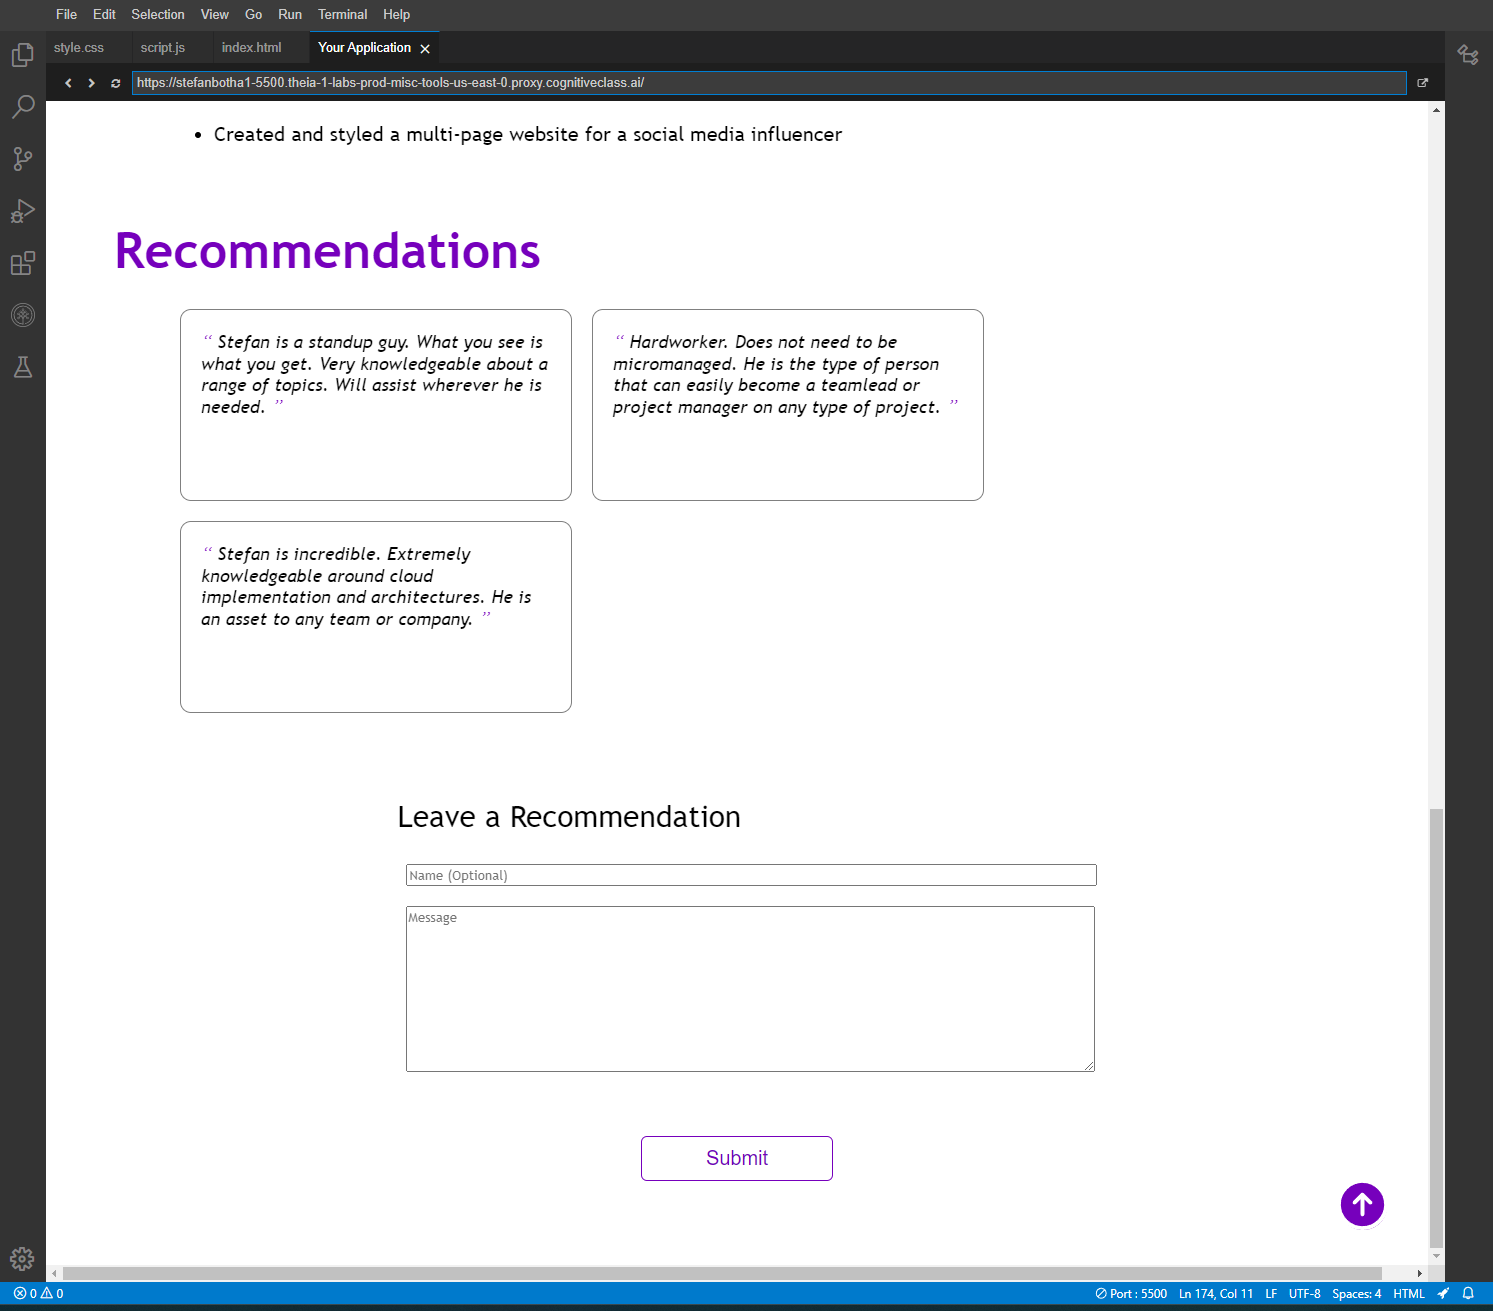 File Edit Selection View Go Run Terminal Help
style.css script.js index.html Your Application
https://stefanbotha1-5500.theia-1-labs-prod-misc-tools-us-east-0.proxy.cognitiveclass.ai/
• Created and styled a multi-page website for a social media influencer
Recommendations
“ Stefan is a standup guy. What you see is
what you get. Very knowledgeable about a
range of topics. Will assist wherever he is
needed. ”
“ Hardworker. Does not need to be
micromanaged. He is the type of person
that can easily become a teamlead or
project manager on any type of project. ”
“ Stefan is incredible. Extremely
knowledgeable around cloud
implementation and architectures. He is
an asset to any team or company. ”
Leave a Recommendation
Name (Optional)
Message
Submit
0 0 Port : 5500 Ln 174, Col 11 LF UTF-8 Spaces: 4 HTML